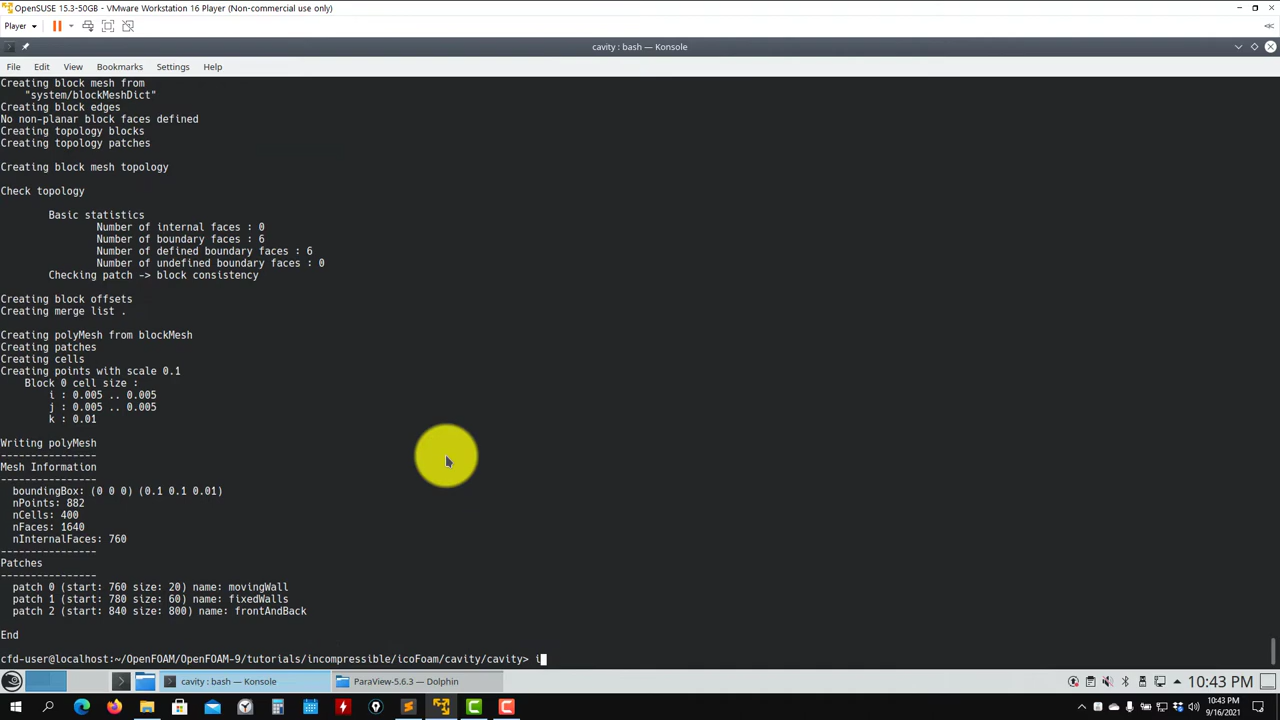 OpenSUSE 15.3-50GB - VMware Workstation 16 Player (Non-commercial use only)
Player
cavity : bash — Konsole
File Edit View Bookmarks Settings Help
Creating block mesh from
"system/blockMeshDict"
Creating block edges
No non-planar block faces defined
Creating topology blocks
Creating topology patches
Creating block mesh topology
Check topology
Basic statistics
Number of internal faces : 0
Number of boundary faces : 6
Number of defined boundary faces : 6
Number of undefined boundary faces : 0
Checking patch -> block consistency
Creating block offsets
Creating merge list .
Creating polyMesh from blockMesh
Creating patches
Creating cells
Creating points with scale 0.1
Block 0 cell size :
i : 0.005 .. 0.005
j : 0.005 .. 0.005
k : 0.01
Writing polyMesh
----------------
Mesh Information
----------------
boundingBox: (0 0 0) (0.1 0.1 0.01)
nPoints: 882
nCells: 400
nFaces: 1640
nInternalFaces: 760
----------------
Patches
----------------
patch 0 (start: 760 size: 20) name: movingWall
patch 1 (start: 780 size: 60) name: fixedWalls
patch 2 (start: 840 size: 800) name: frontAndBack
End
cfd-user@localhost:~/OpenFOAM/OpenFOAM-9/tutorials/incompressible/icoFoam/cavity/cavity> i
cavity : bash — Konsole
ParaView-5.6.3 — Dolphin
10:43 PM
10:43 PM
9/16/2021